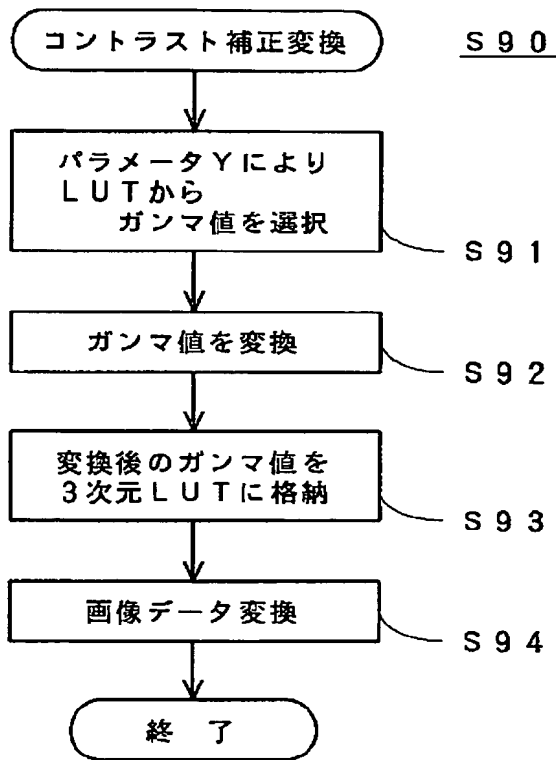 コントラスト補正変換
S90
パラメータYにより
LUTから
ガンマ値を選択
S91
ガンマ値を変換
S92
変換後のガンマ値を
3次元LUTに格納
S93
画像データ変換
S94
終了